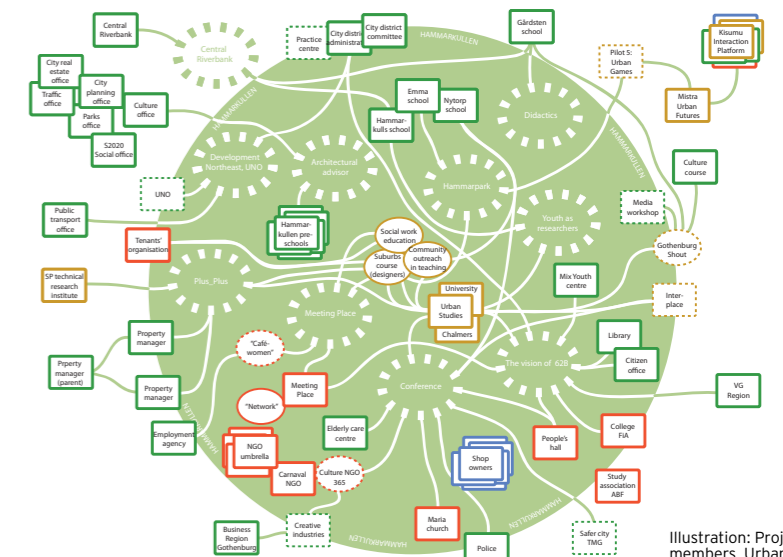 Central
Riverbank
Central
Riverbank
Practice
centre
City distri
administrat
City district
committee
HAMMARKULLEN
Gårdsten
school
Pilot 5:
Urban
Games
Kisumu
Interaction
Platform
Mistra
Urban
Futures
City real
estate
office
Traffic
office
City
planning
office
Parks
office
Culture
office
S2020
Social office
HAMMARKULLEN
Emma
school
Nytorp
school
Hammar-
kulls school
Didactics
HAMMARKULLEN
Development
Northeast, UNO
Architectural
advisor
Hammarpark
Culture
course
UNO
Media
workshop
Public
transport
office
Hammar-
kullen pre-
schools
Youth as
researchers
Tenants'
organisation
Social work
education
Suburbs
course
(designers)
Community
outreach
in teaching
Gothenburg
Shout
SP technical
research
institute
Plus_Plus
Mix Youth
centre
University
Urban
Studies
Chalmers
Inter-
place
Meeting Place
Property
manager
"Café-
women"
Library
Citizen
office
Prperty
manager
(parent)
The vision of 628
Property
manager
Meeting
Place
Conference
VG
Region
"Network"
HAMMARKULLEN
Employment
agency
Elderly care
centre
People's
hall
College
FiA
NGO
umbrella
Carnaval
NGO
Culture NGO
365
Shop
owners
Study
association
ABF
Maria
church
HAMMARKULLEN
HAMMARKULLEN
Business
Region
Gothenburg
Creative
industries
Police
Safer city
TMG
Illustration: Proj
members, Urban